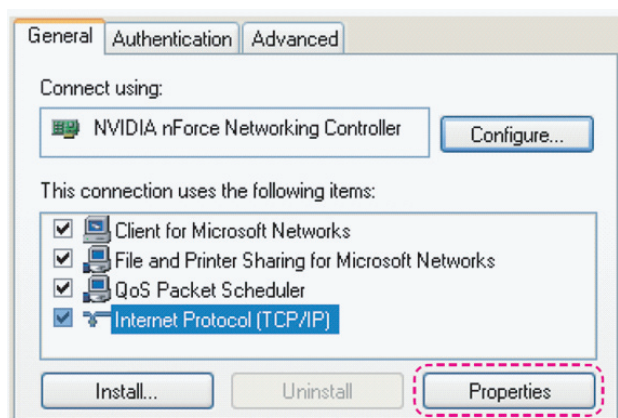 General Authentication Advanced
Connect using:
NVIDIA nForce Networking Controller Configure...
This connection uses the following items:
Client for Microsoft Networks
File and Printer Sharing for Microsoft Networks
QoS Packet Scheduler
Internet Protocol (TCP/IP)
Install... Uninstall Properties